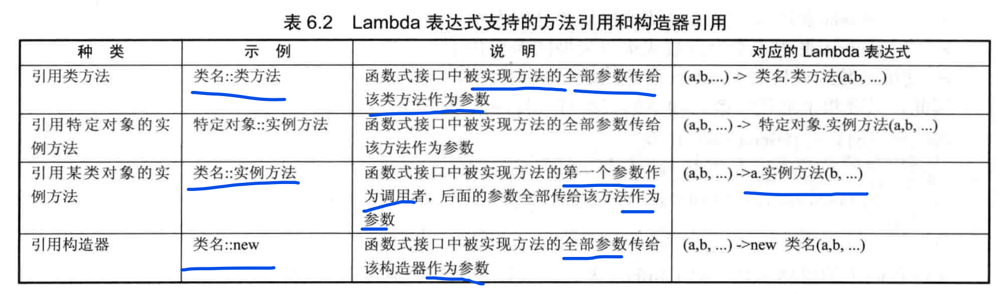 表 6.2 Lambda 表达式支持的方法引用和构造器引用
种 类 示 例 说 明 对应的 Lambda 表达式
引用类方法 类名::类方法 函数式接口中被实现方法的全部参数传给 (a,b,...) -> 类名.类方法(a,b, ...)
该类方法作为参数
引用特定对象的实 特定对象::实例方法 函数式接口中被实现方法的全部参数传给 (a,b, ...) -> 特定对象.实例方法(a,b, ...)
例方法 该方法作为参数
引用某类对象的实 类名::实例方法 函数式接口中被实现方法的第一个参数作 (a,b, ...) ->a.实例方法(b, ...)
例方法 为调用者，后面的参数全部传给该方法作为
参数
引用构造器 类名::new 函数式接口中被实现方法的全部参数传给 (a,b, ...) ->new 类名(a,b, ...)
该构造器作为参数